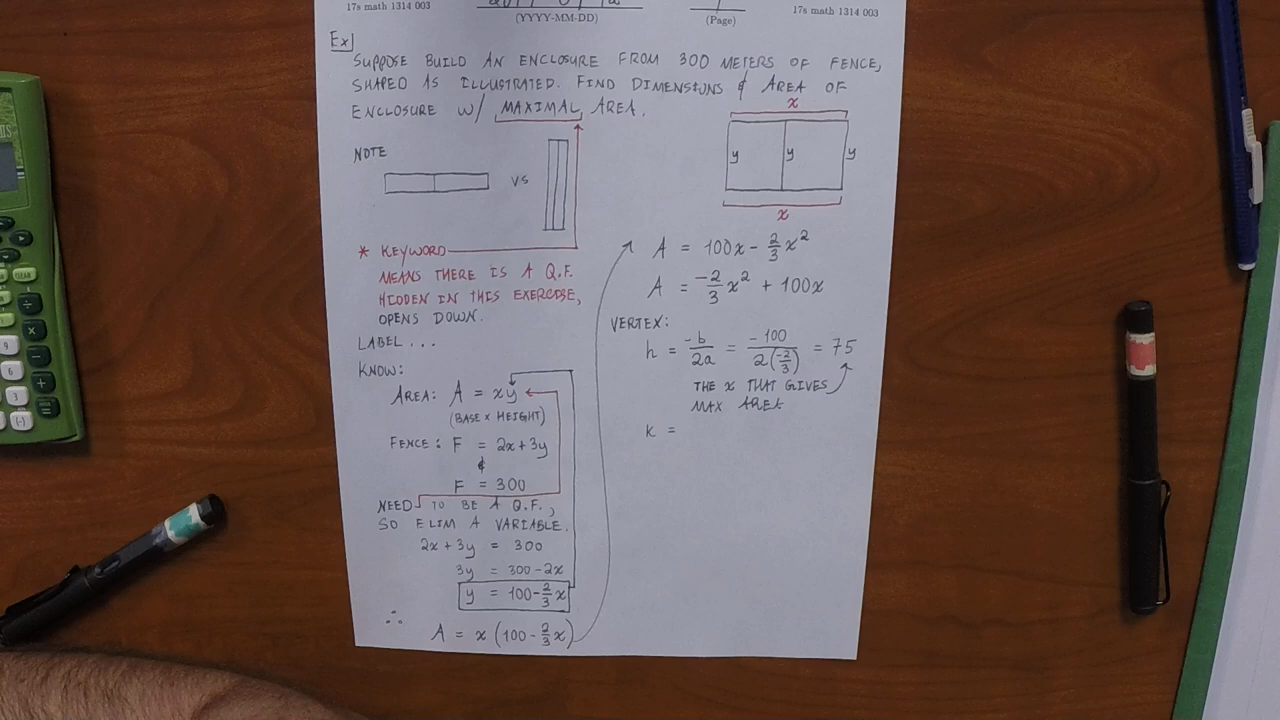 17s math 1314 003
(YYYY-MM-DD)
(Page)
17s math 1314 003
Ex
SUPPOSE BUILD AN ENCLOSURE FROM 300 METERS OF FENCE,
SHAPED AS ILLUSTRATED. FIND DIMENSIONS & AREA OF
ENCLOSURE W/ MAXIMAL AREA.
NOTE
VS
* KEYWORD
MEANS THERE IS A Q.F.
HIDDEN IN THIS EXERCISE,
OPENS DOWN.
LABEL ...
KNOW:
AREA: A = xy
(BASE × HEIGHT)
FENCE: F = 2x + 3y
&
F = 300
NEED TO BE A Q.F.,
SO ELIM A VARIABLE.
2x + 3y = 300
3y = 300 - 2x
y = 100 - 2/3 x
∴
A = x (100 - 2/3 x)
x
y y y
x
A = 100x - 2/3 x²
A = -2/3 x² + 100x
VERTEX:
h = -b/2a = -100/2(-2/3) = 75
THE x THAT GIVES
MAX AREA
K =